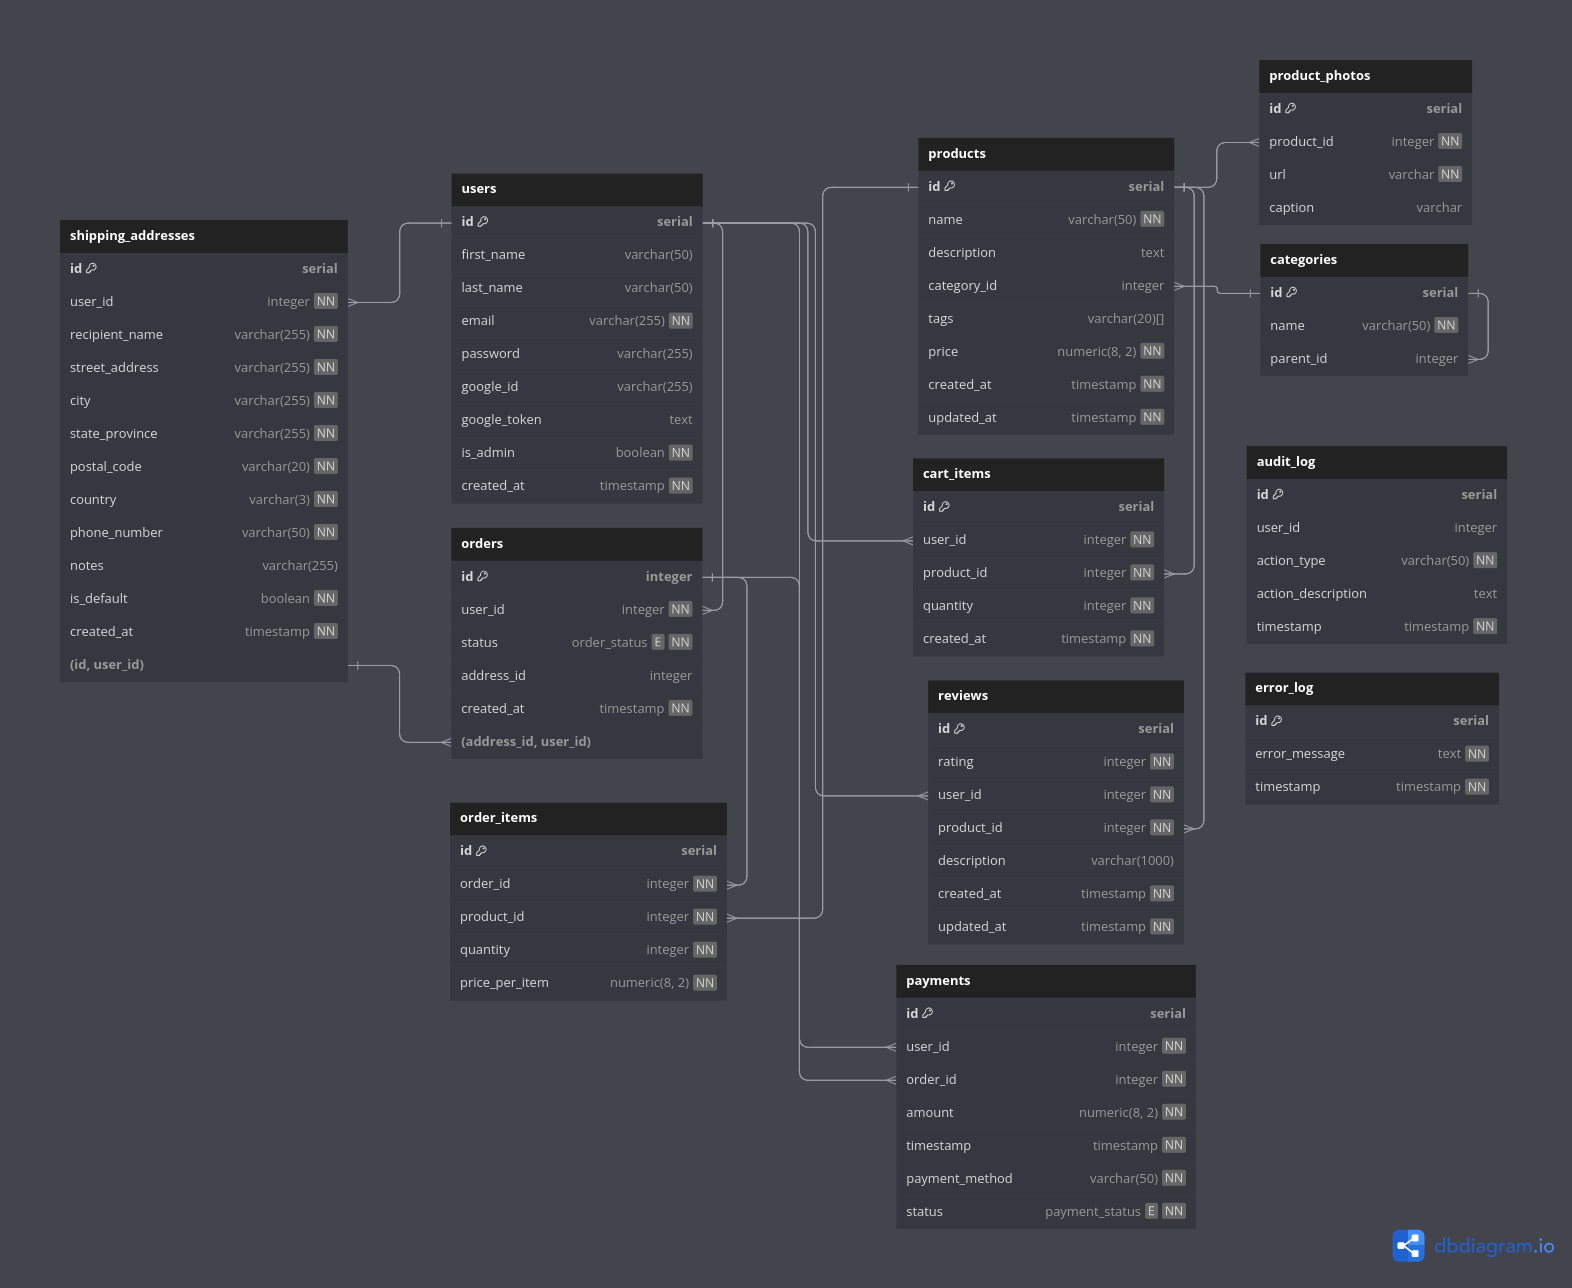 shipping_addresses
id serial
user_id integer NN
recipient_name varchar(255) NN
street_address varchar(255) NN
city varchar(255) NN
state_province varchar(255) NN
postal_code varchar(20) NN
country varchar(3) NN
phone_number varchar(50) NN
notes varchar(255)
is_default boolean NN
created_at timestamp NN
(id, user_id)
users
id serial
first_name varchar(50)
last_name varchar(50)
email varchar(255) NN
password varchar(255)
google_id varchar(255)
google_token text
is_admin boolean NN
created_at timestamp NN
orders
id integer
user_id integer NN
status order_status E NN
address_id integer
created_at timestamp NN
(address_id, user_id)
order_items
id serial
order_id integer NN
product_id integer NN
quantity integer NN
price_per_item numeric(8, 2) NN
products
id serial
name varchar(50) NN
description text
category_id integer
tags varchar(20)[]
price numeric(8, 2) NN
created_at timestamp NN
updated_at timestamp NN
cart_items
id serial
user_id integer NN
product_id integer NN
quantity integer NN
created_at timestamp NN
reviews
id serial
rating integer NN
user_id integer NN
product_id integer NN
description varchar(1000)
created_at timestamp NN
updated_at timestamp NN
payments
id serial
user_id integer NN
order_id integer NN
amount numeric(8, 2) NN
timestamp timestamp NN
payment_method varchar(50) NN
status payment_status E NN
product_photos
id serial
product_id integer NN
url varchar NN
caption varchar
categories
id serial
name varchar(50) NN
parent_id integer
audit_log
id serial
user_id integer
action_type varchar(50) NN
action_description text
timestamp timestamp NN
error_log
id serial
error_message text NN
timestamp timestamp NN
dbdiagram.io